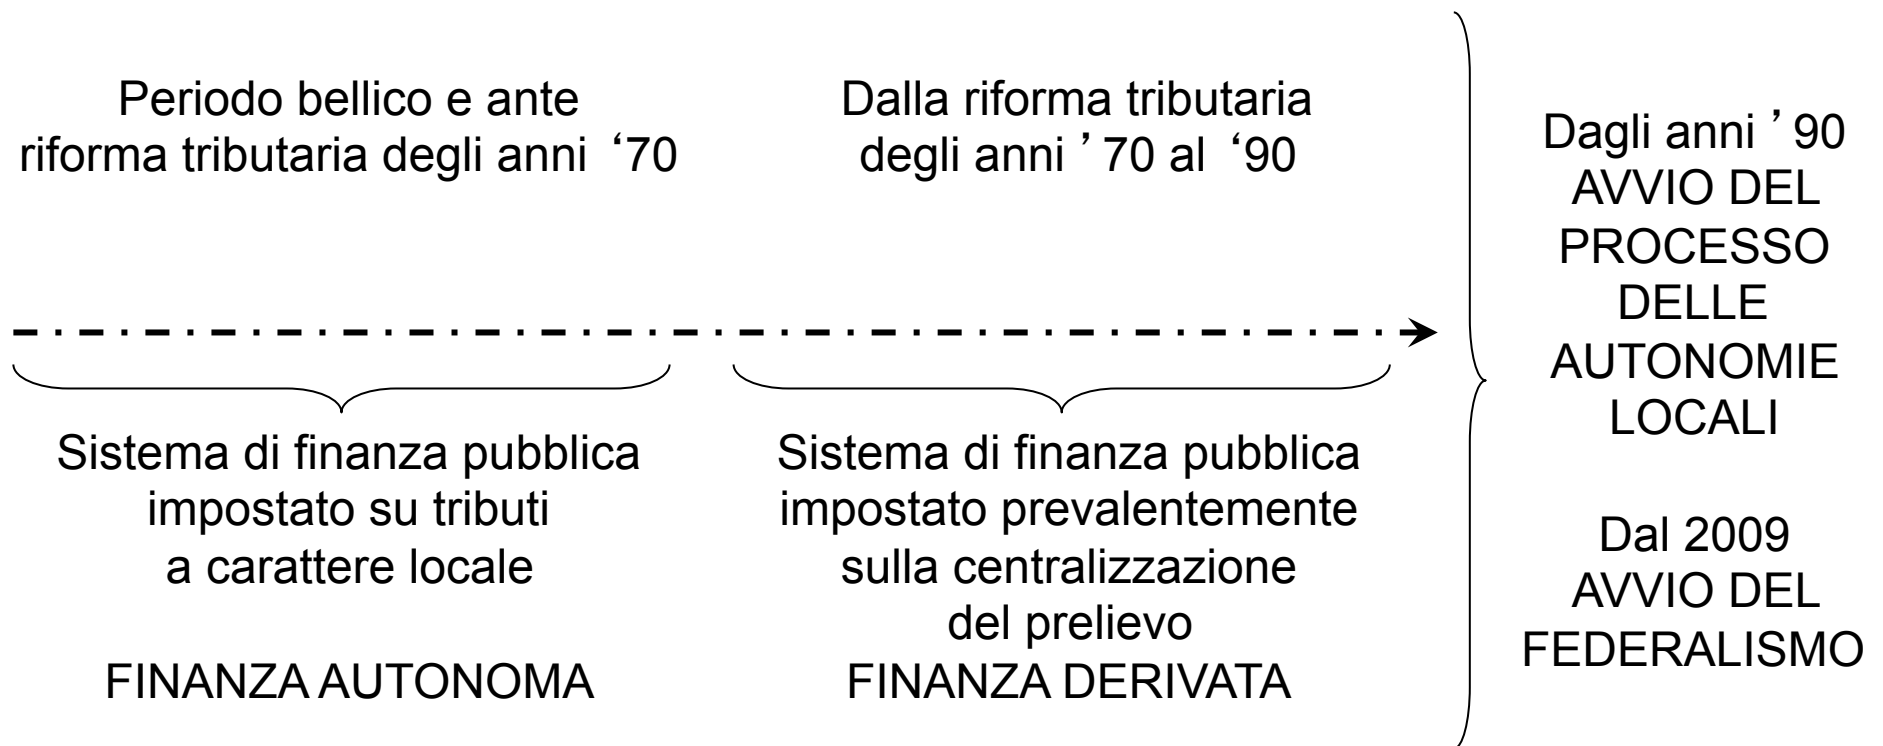 Periodo bellico e ante
riforma tributaria degli anni ‘70
Dalla riforma tributaria
degli anni ’ 70 al ‘90
Sistema di finanza pubblica
impostato su tributi
a carattere locale
FINANZA AUTONOMA
Sistema di finanza pubblica
impostato prevalentemente
sulla centralizzazione
del prelievo
FINANZA DERIVATA
Dagli anni ’ 90
AVVIO DEL
PROCESSO
DELLE
AUTONOMIE
LOCALI
Dal 2009
AVVIO DEL
FEDERALISMO